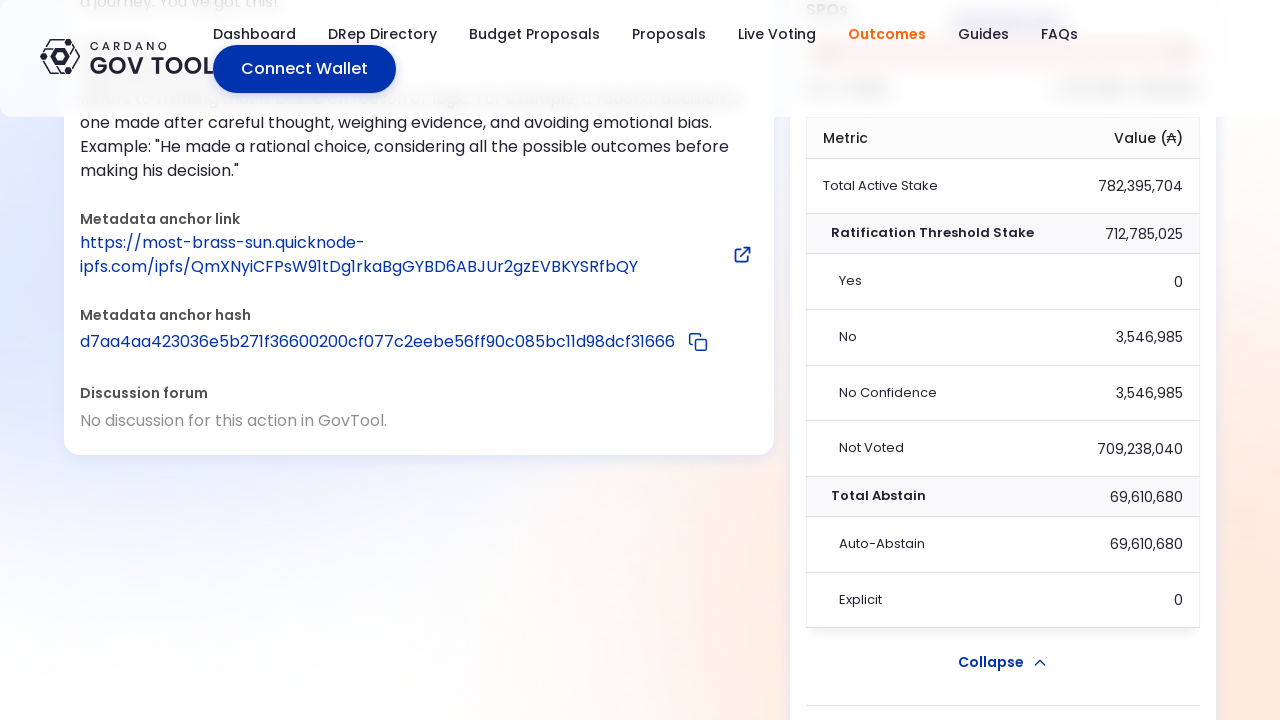 CARDANO
GOV TOOL
Dashboard
DRep Directory
Budget Proposals
Proposals
Live Voting
Outcomes
Guides
FAQs
Connect Wallet
one made after careful thought, weighing evidence, and avoiding emotional bias.
Example: "He made a rational choice, considering all the possible outcomes before
making his decision."
Metadata anchor link
https://most-brass-sun.quicknode-
ipfs.com/ipfs/QmXNyiCFPsW91tDg1rkaBgGYBD6ABJUr2gzEVBKYSRfbQY
Metadata anchor hash
d7aa4aa423036e5b271f36600200cf077c2eebe56ff90c085bc11d98dcf31666
Discussion forum
No discussion for this action in GovTool.
SPOs
Metric Value (₳)
Total Active Stake 782,395,704
Ratification Threshold Stake 712,785,025
Yes 0
No 3,546,985
No Confidence 3,546,985
Not Voted 709,238,040
Total Abstain 69,610,680
Auto-Abstain 69,610,680
Explicit 0
Collapse